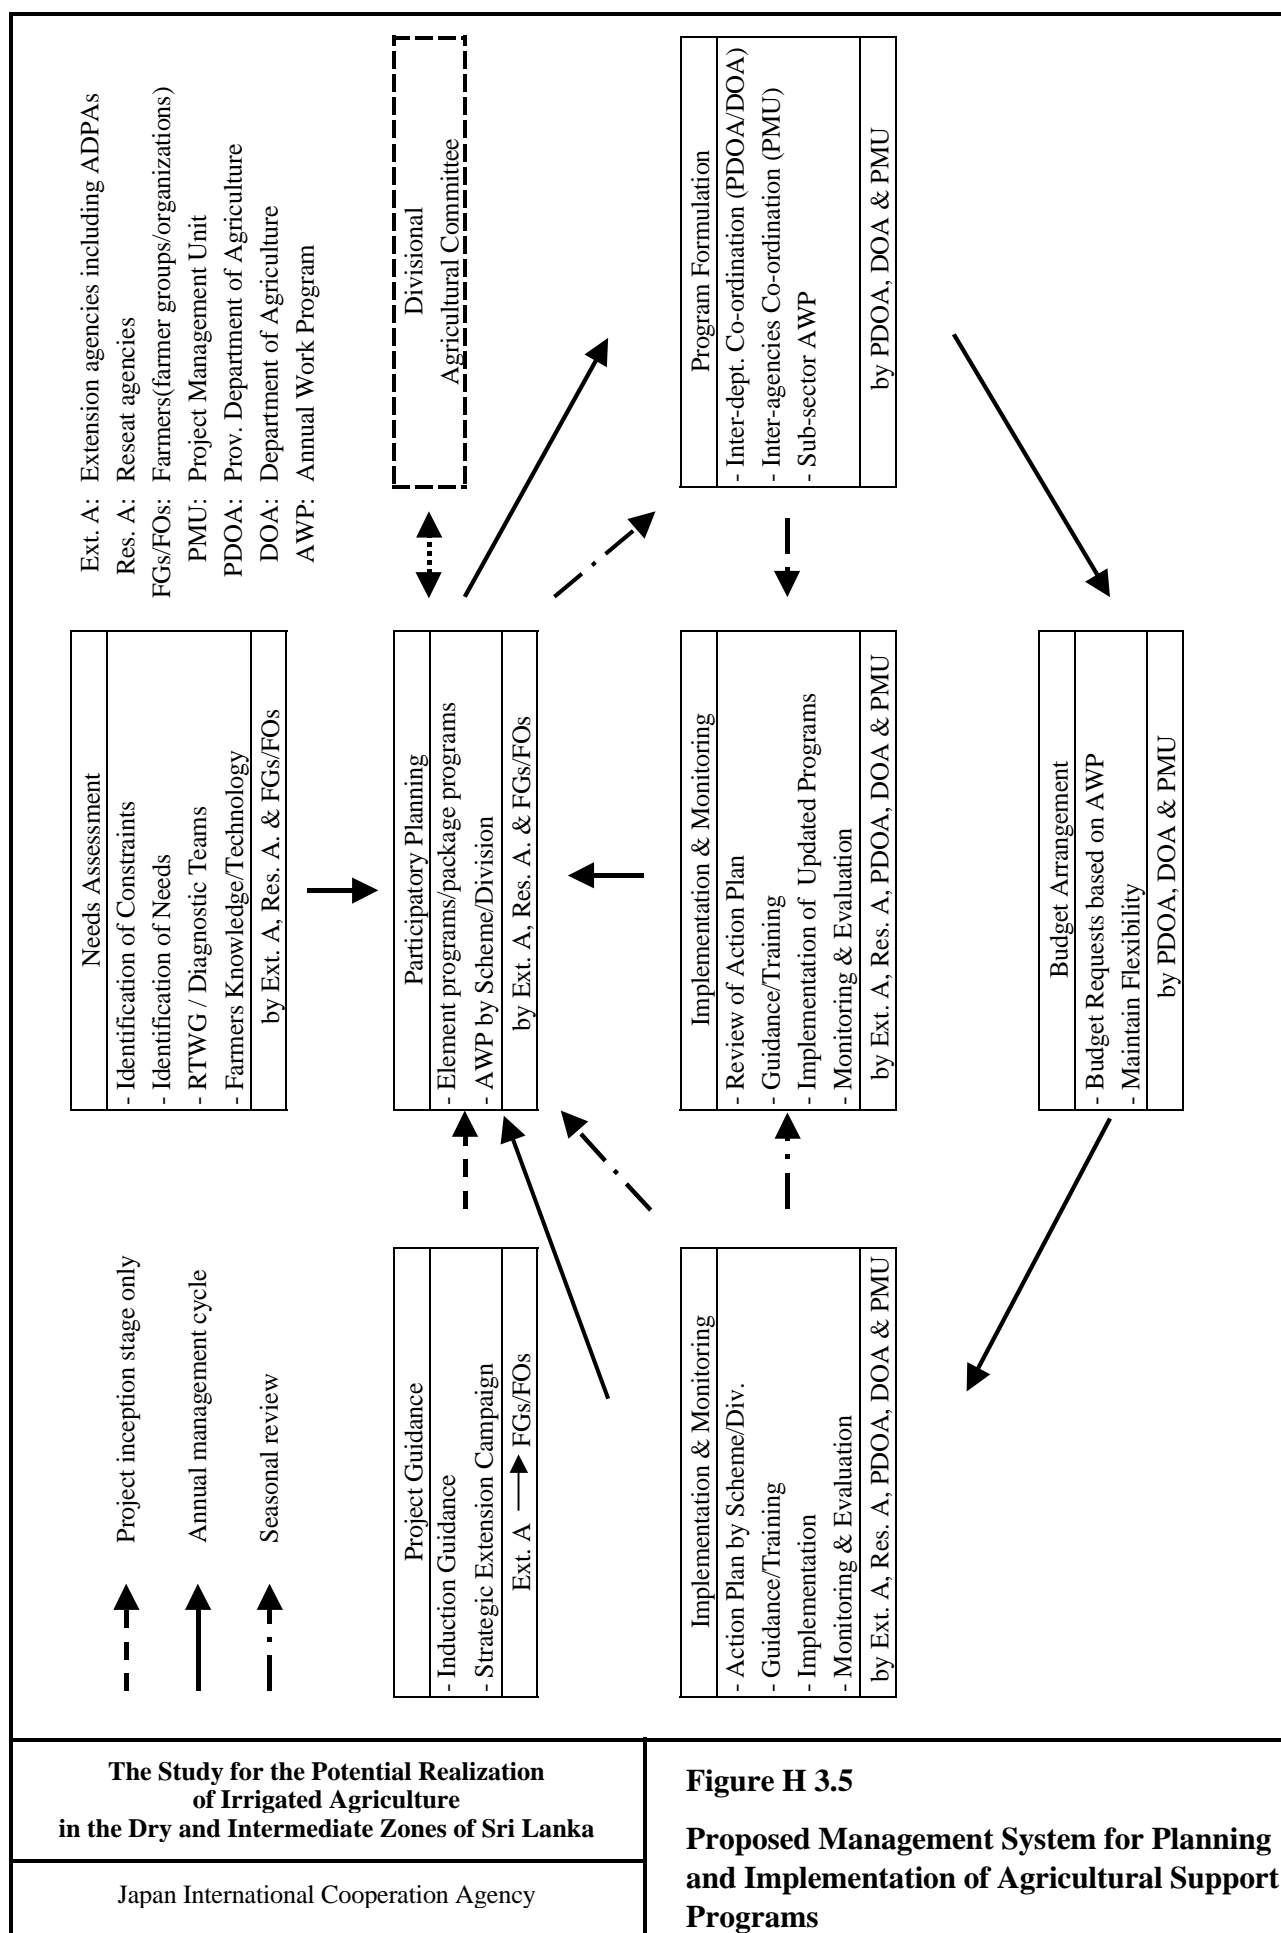 Project inception stage only
Annual management cycle
Seasonal review
Ext. A: Extension agencies including ADPAs
Res. A: Reseat agencies
FGs/FOs: Farmers(farmer groups/organizations)
PMU: Project Management Unit
PDOA: Prov. Department of Agriculture
DOA: Department of Agriculture
AWP: Annual Work Program
Needs Assessment
- Identification of Constraints
- Identification of Needs
- RTWG / Diagnostic Teams
- Farmers Knowledge/Technology
by Ext. A, Res. A. & FGs/FOs
Project Guidance
- Induction Guidance
- Strategic Extension Campaign
Ext. A FGs/FOs
Participatory Planning
- Element programs/package programs
- AWP by Scheme/Division
by Ext. A, Res. A. & FGs/FOs
Divisional
Agricultural Committee
Implementation & Monitoring
- Action Plan by Scheme/Div.
- Guidance/Training
- Implementation
- Monitoring & Evaluation
by Ext. A, Res. A, PDOA, DOA & PMU
Implementation & Monitoring
- Review of Action Plan
- Guidance/Training
- Implementation of Updated Programs
- Monitoring & Evaluation
by Ext. A, Res. A, PDOA, DOA & PMU
Program Formulation
- Inter-dept. Co-ordination (PDOA/DOA)
- Inter-agencies Co-ordination (PMU)
- Sub-sector AWP
by PDOA, DOA & PMU
Budget Arrangement
- Budget Requests based on AWP
- Maintain Flexibility
by PDOA, DOA & PMU
The Study for the Potential Realization
of Irrigated Agriculture
in the Dry and Intermediate Zones of Sri Lanka
Japan International Cooperation Agency
Figure H 3.5
Proposed Management System for Planning
and Implementation of Agricultural Support
Programs